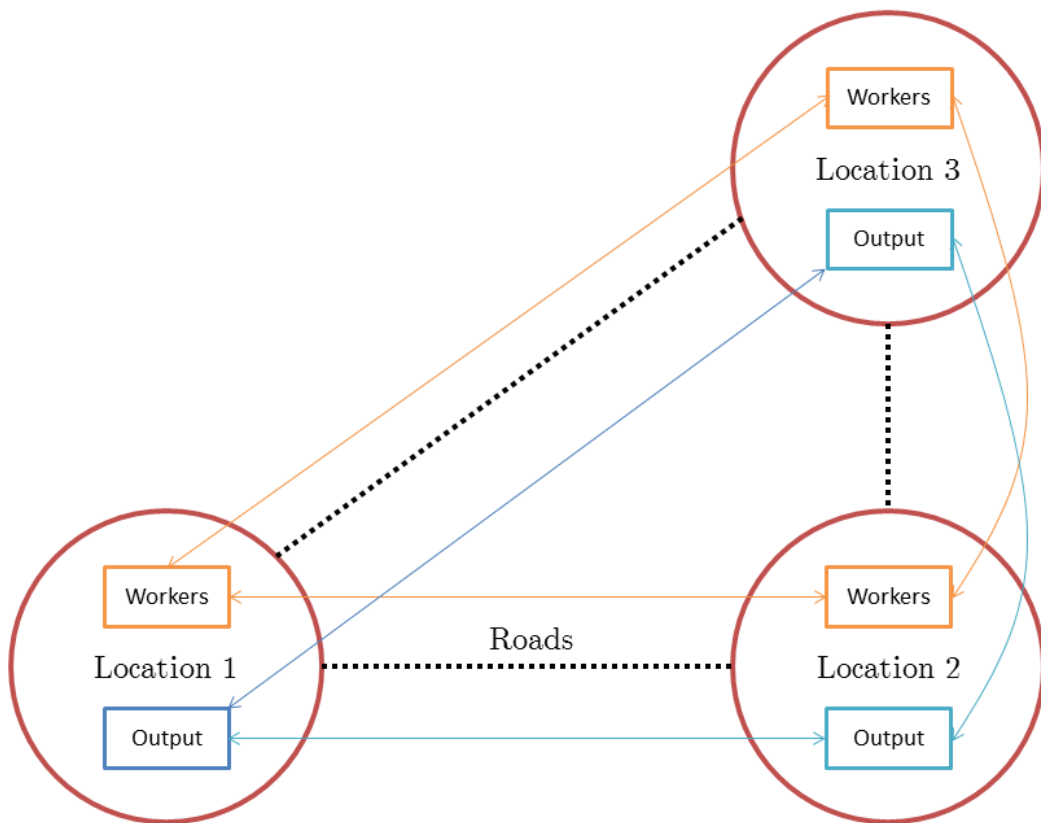 Workers
Location 3
Output
Workers
Roads
Location 1
Output
Workers
Location 2
Output